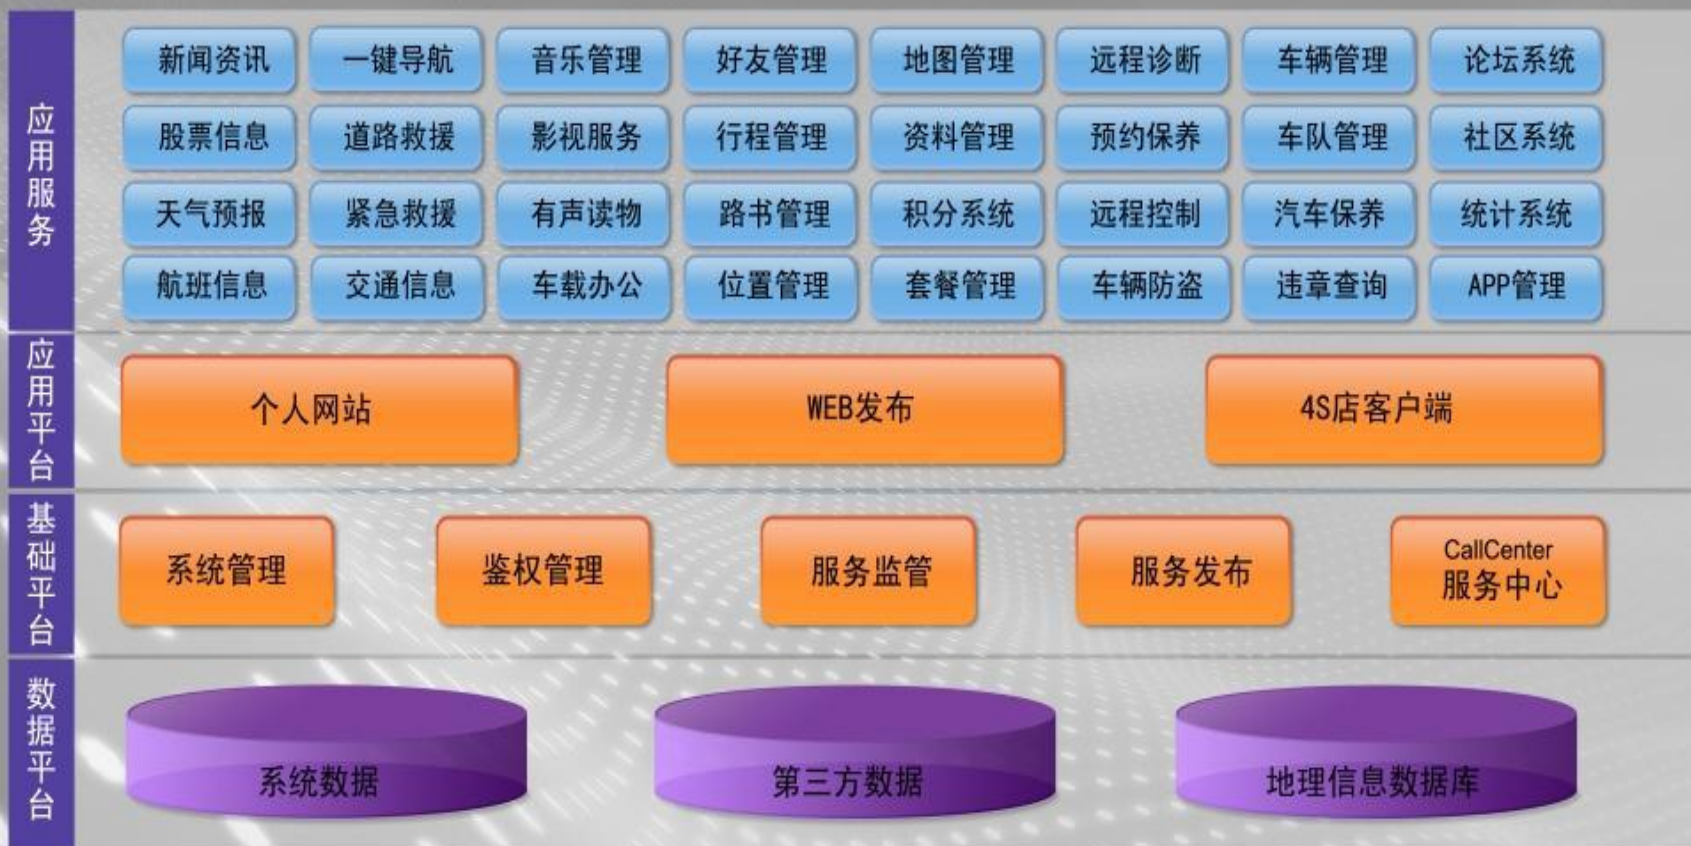 应用服务
新闻资讯 一键导航 音乐管理 好友管理 地图管理 远程诊断 车辆管理 论坛系统
股票信息 道路救援 影视服务 行程管理 资料管理 预约保养 车队管理 社区系统
天气预报 紧急救援 有声读物 路书管理 积分系统 远程控制 汽车保养 统计系统
航班信息 交通信息 车载办公 位置管理 套餐管理 车辆防盗 违章查询 APP管理
应用平台
个人网站 WEB发布 4S店客户端
基础平台
系统管理 鉴权管理 服务监管 服务发布 CallCenter
服务中心
数据平台
系统数据 第三方数据 地理信息数据库